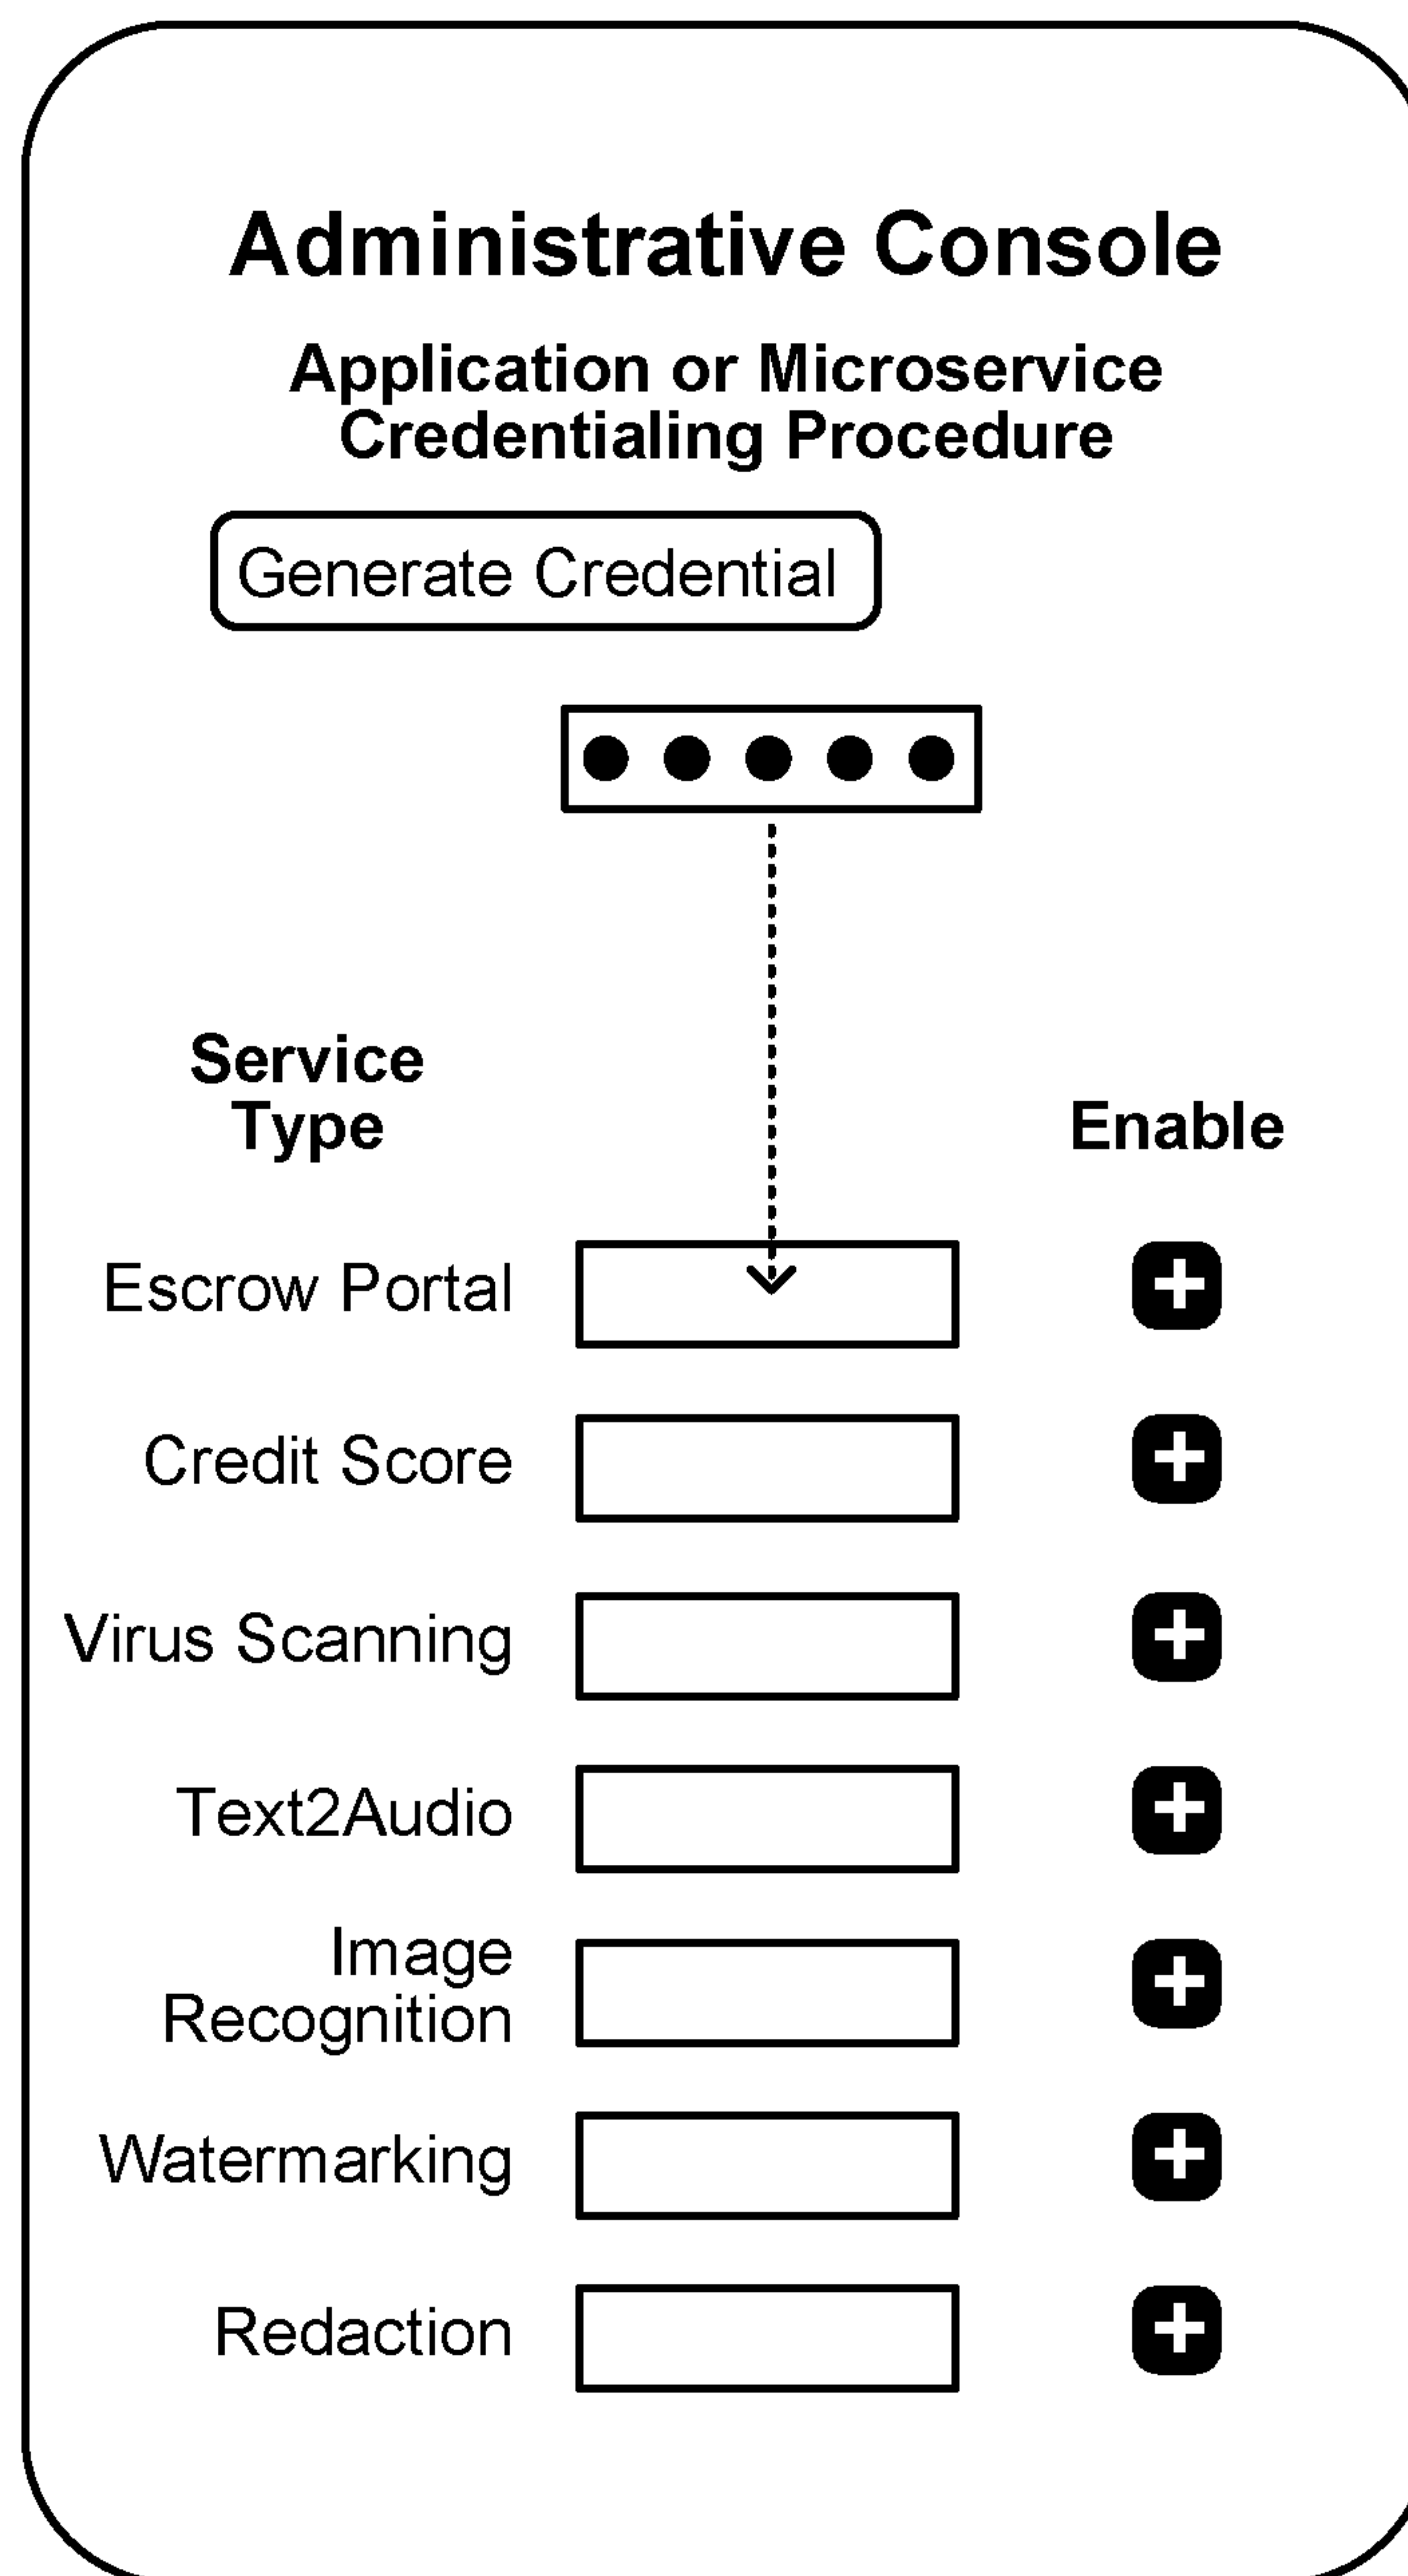 Administrative Console
Application or Microservice
Credentialing Procedure
Generate Credential
Service
Type
Enable
Escrow Portal
Credit Score
Virus Scanning
Text2Audio
Image
Recognition
Watermarking
Redaction